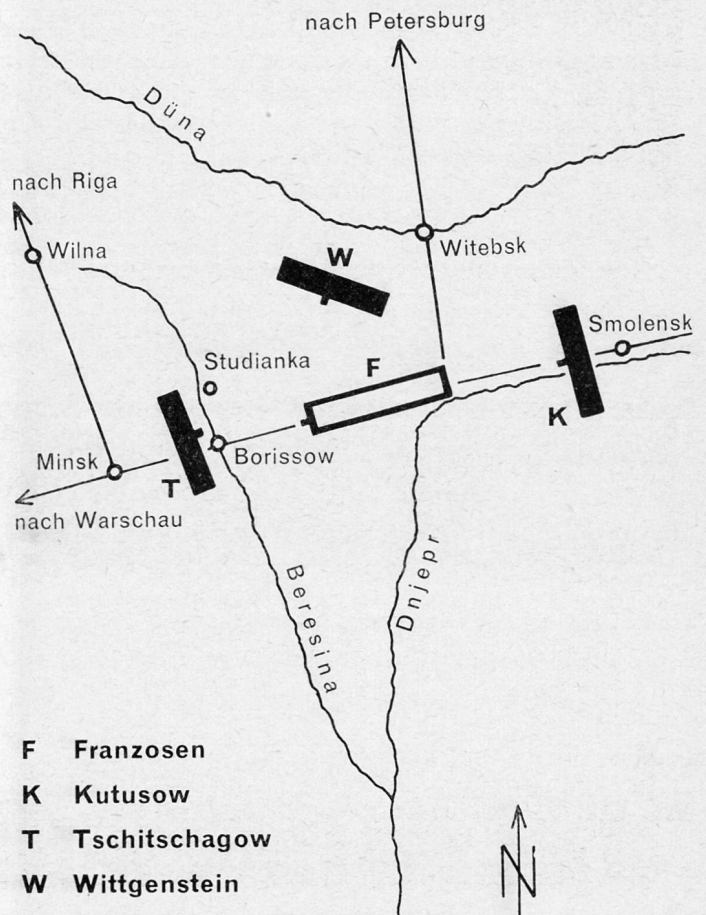 nach Petersburg
Düna
nach Riga
Wilna
W
Witebsk
Smolensk
Studianka
F
K
Minsk
Borissow
T
nach Warschau
Beresina
Dnjepr
F Franzosen
K Kutusow
T Tschitschagow
W Wittgenstein
N